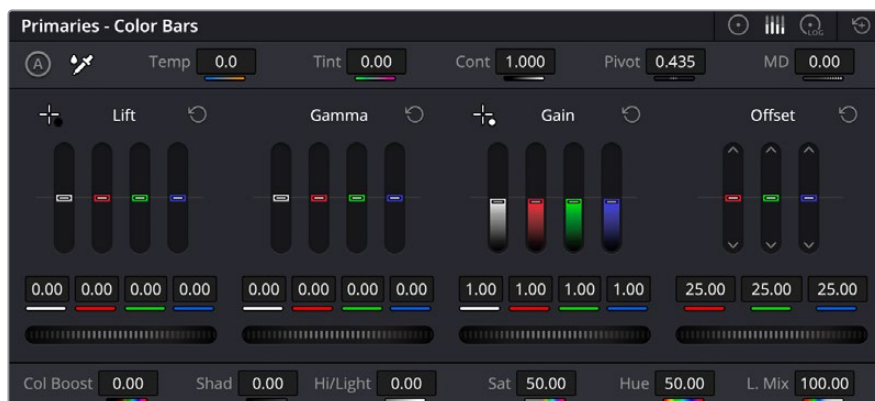 Primaries - Color Bars
LOG
A Temp 0.0 Tint 0.00 Cont 1.000 Pivot 0.435 MD 0.00
Lift Gamma Gain Offset
0.00 0.00 0.00 0.00 0.00 0.00 0.00 0.00 1.00 1.00 1.00 1.00 25.00 25.00 25.00
Col Boost 0.00 Shad 0.00 Hi/Light 0.00 Sat 50.00 Hue 50.00 L. Mix 100.00